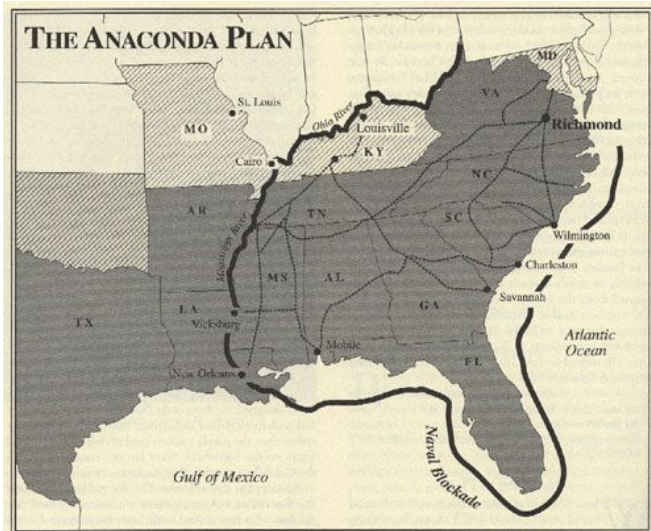 THE ANACONDA PLAN
MD
St. Louis
VA
Ohio River
MO
Louisville
Richmond
Cairo
KY
NC
AR
TN
SC
Wilmington
Mississippi River
MS
AL
Charleston
GA
Savannah
LA
TX
Vicksburg
Atlantic
Ocean
Mobile
FL
New Orleans
Naval Blockade
Gulf of Mexico